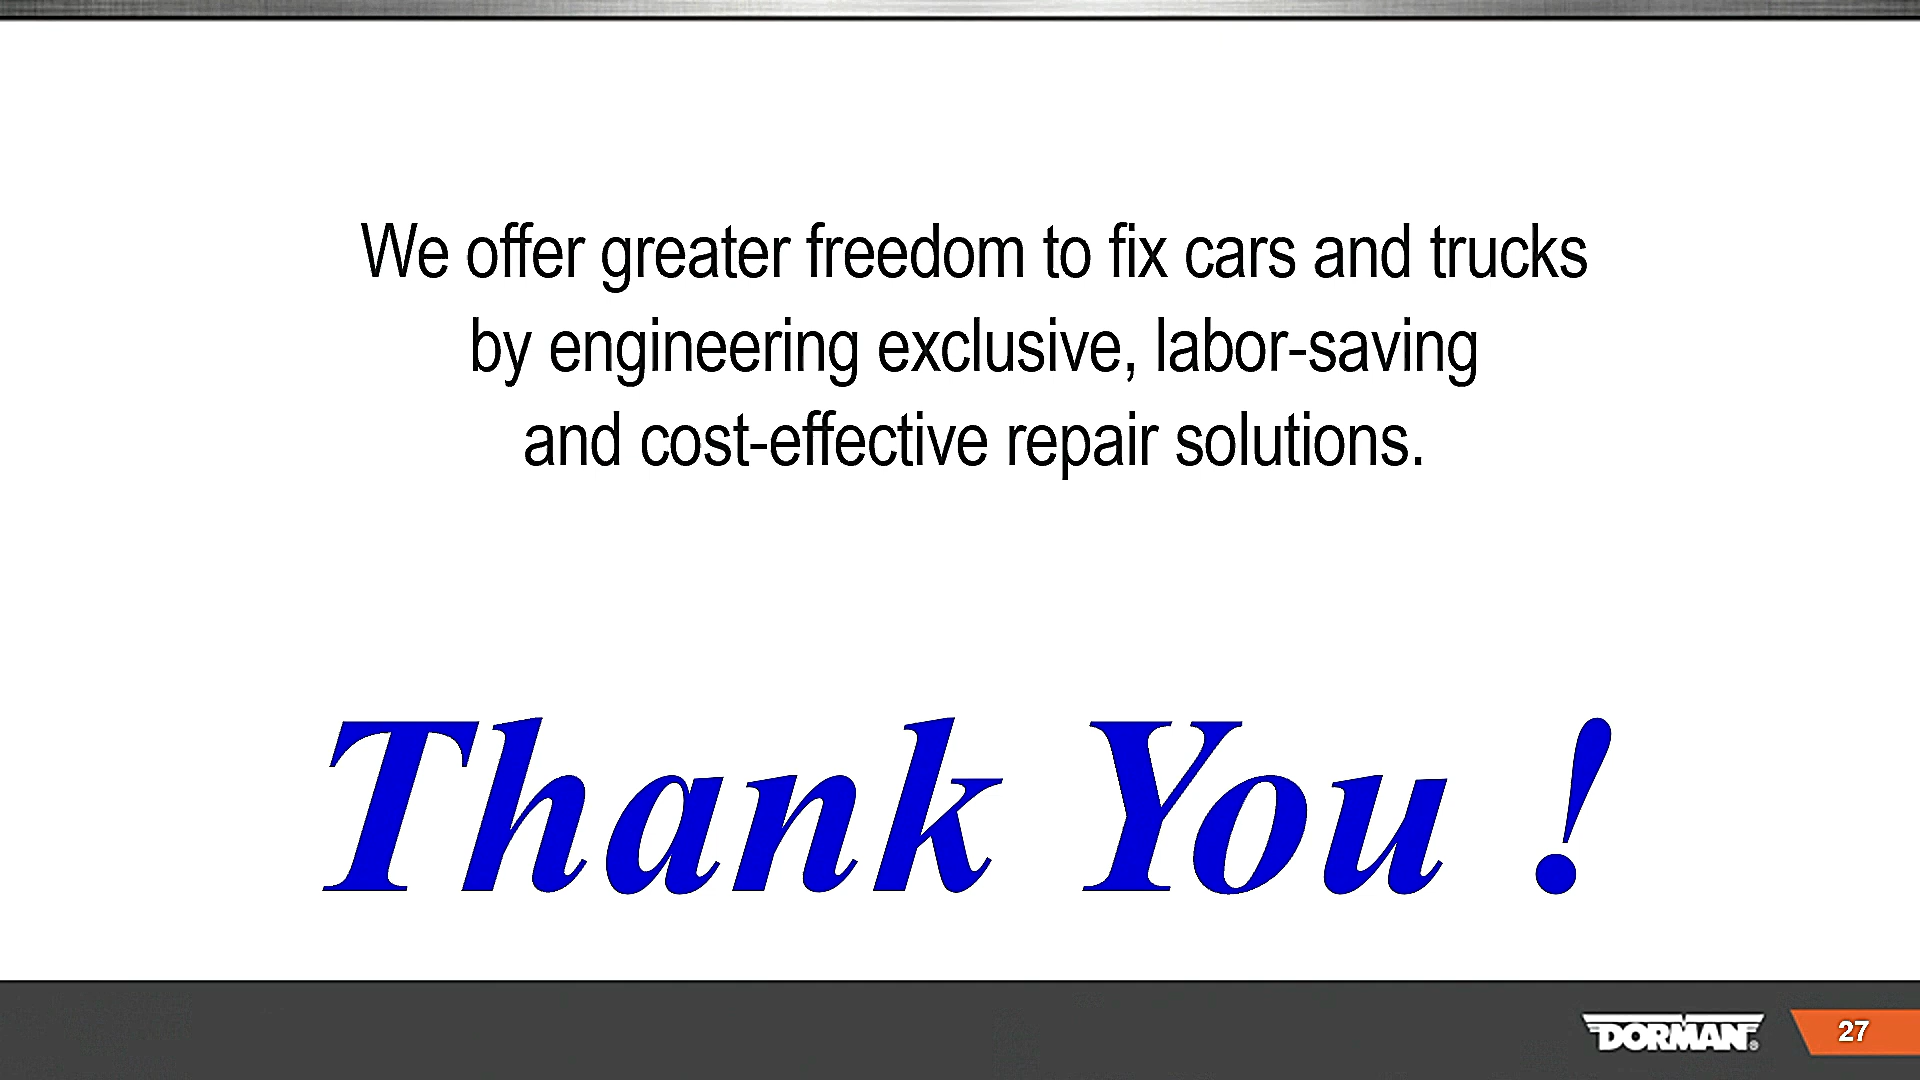 We offer greater freedom to fix cars and trucks
by engineering exclusive, labor-saving
and cost-effective repair solutions.
Thank You !
DORMAN®
27